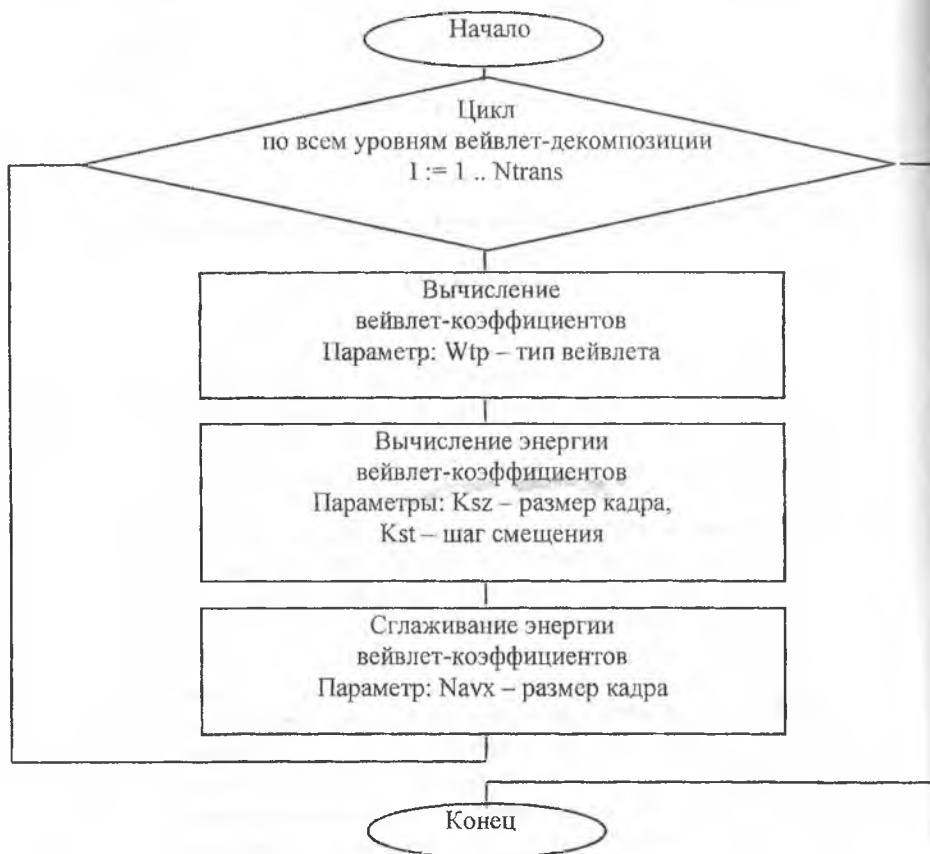 Начало
Цикл
по всем уровням вейвлет-декомпозиции
1 := 1 .. Ntrans
Вычисление
вейвлет-коэффициентов
Параметр: Wtp – тип вейвлета
Вычисление энергии
вейвлет-коэффициентов
Параметры: Ksz – размер кадра,
Kst – шаг смещения
Сглаживание энергии
вейвлет-коэффициентов
Параметр: Navx – размер кадра
Конец